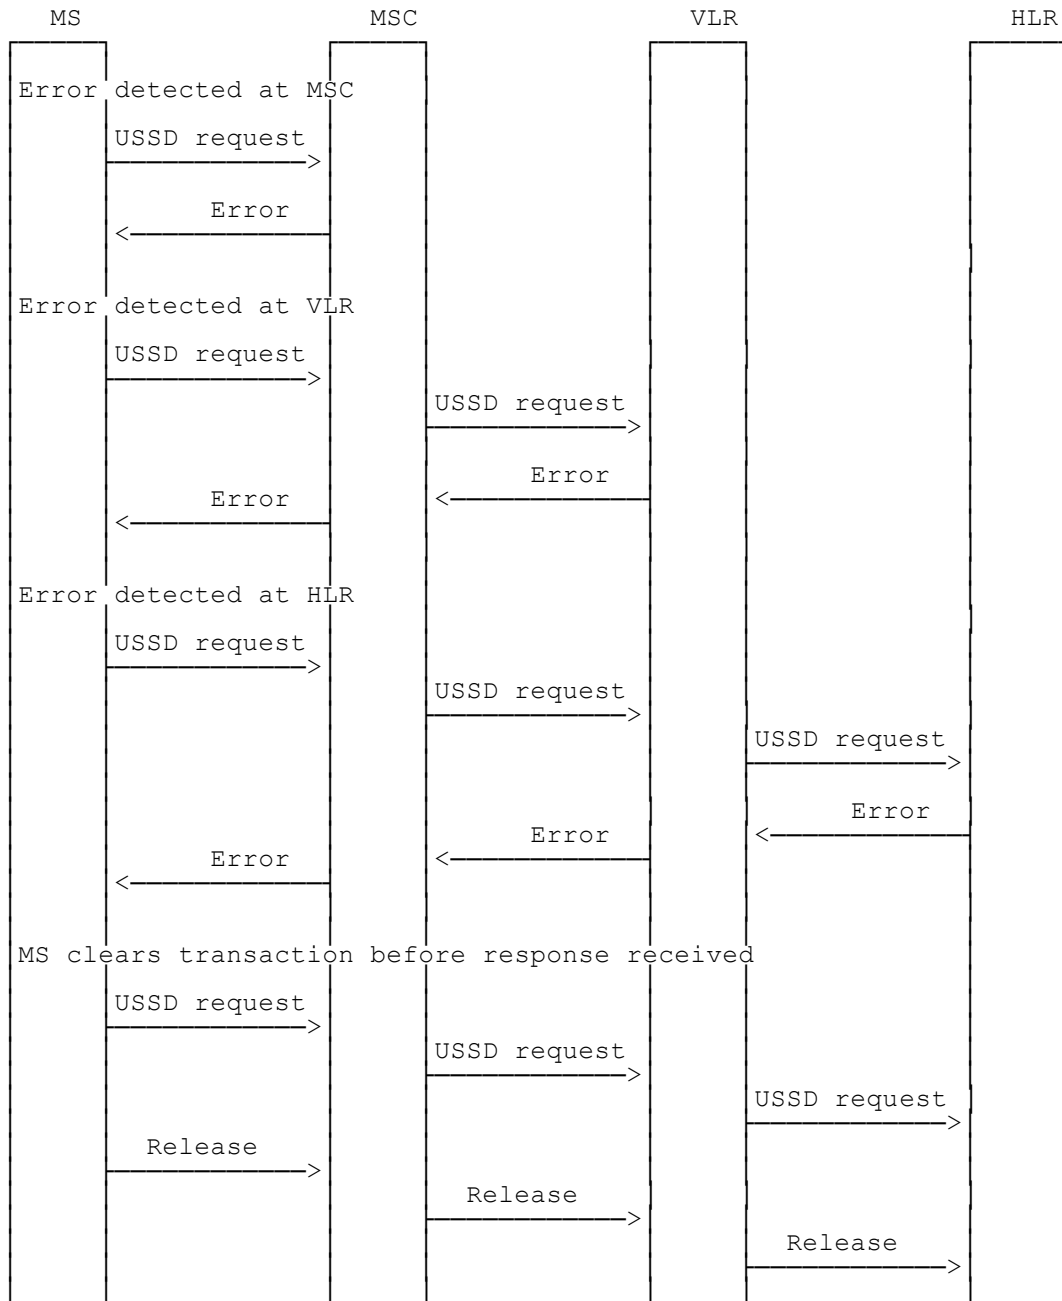 MS MSC VLR HLR
Error detected at MSC
USSD request
Error
Error detected at VLR
USSD request
USSD request
Error
Error
Error detected at HLR
USSD request
USSD request
USSD request
Error
Error
Error
MS clears transaction before response received
USSD request
USSD request
USSD request
Release
Release
Release